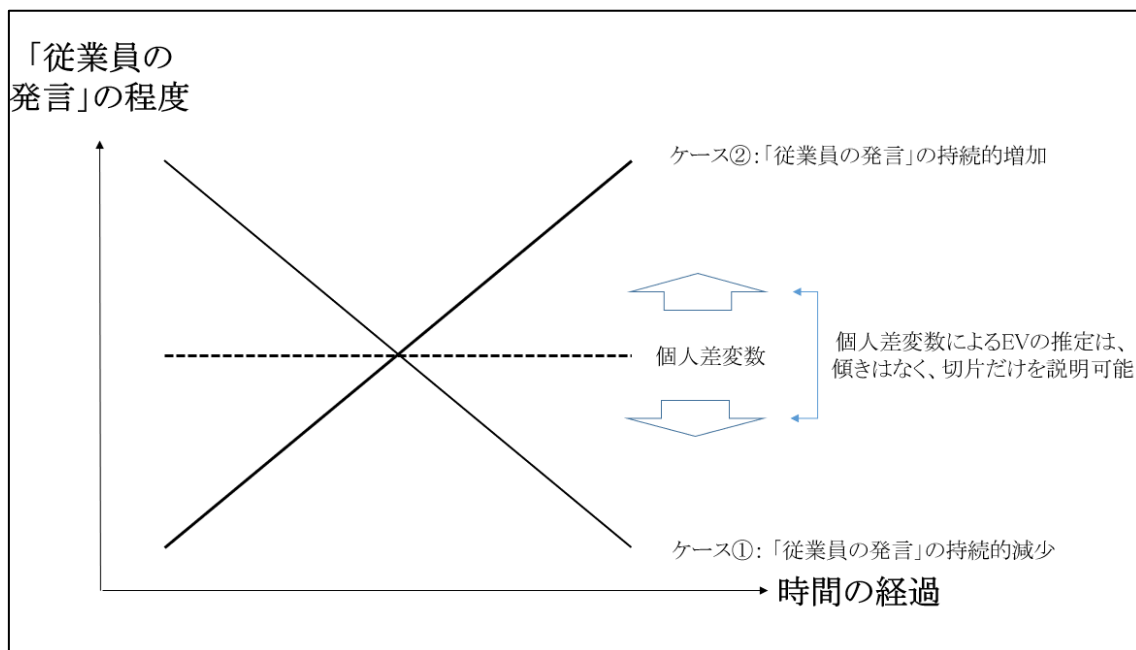 「従業員の
発言」の程度
ケース②:「従業員の発言」の持続的増加
個人差変数
個人差変数によるEVの推定は、
傾きはなく、切片だけを説明可能
ケース①:「従業員の発言」の持続的減少
時間の経過